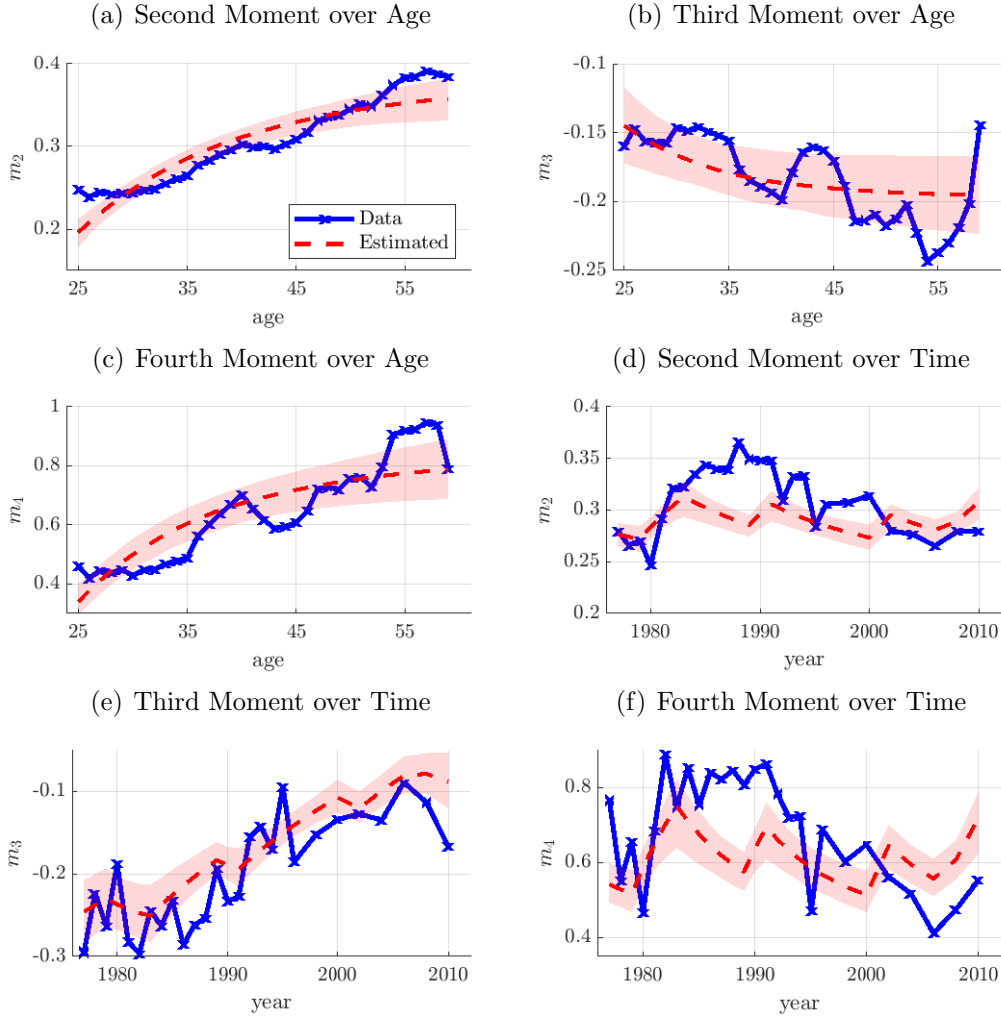 (a) Second Moment over Age
0.4
0.3
0.2
m2
25 35 45 55
age
Data
Estimated
(b) Third Moment over Age
-0.1
-0.15
-0.2
-0.25
m3
25 35 45 55
age
(c) Fourth Moment over Age
1
0.8
0.6
0.4
m4
25 35 45 55
age
(d) Second Moment over Time
0.4
0.35
0.3
0.25
0.2
m2
1980 1990 2000 2010
year
(e) Third Moment over Time
-0.1
-0.2
-0.3
m3
1980 1990 2000 2010
year
(f) Fourth Moment over Time
0.8
0.6
0.4
m4
1980 1990 2000 2010
year